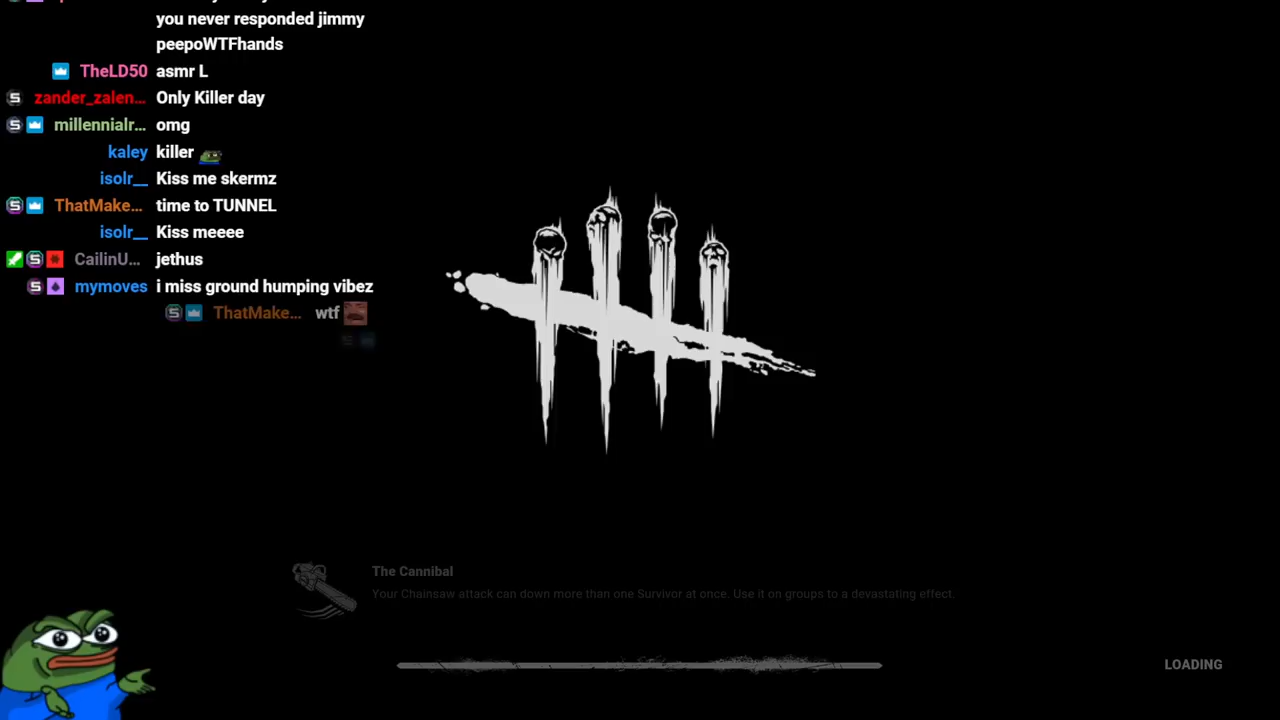 you never responded jimmy
peepoWTFhands
TheLD50 asmr L
zander_zalen… Only Killer day
millennialr… omg
kaley killer
isolr__ Kiss me skermz
ThatMake… time to TUNNEL
isolr__ Kiss meeee
CailinU… jethus
mymoves i miss ground humping vibez
ThatMake… wtf
The Cannibal
Your Chainsaw attack can down more than one Survivor at once. Use it on groups to a devastating effect.
LOADING